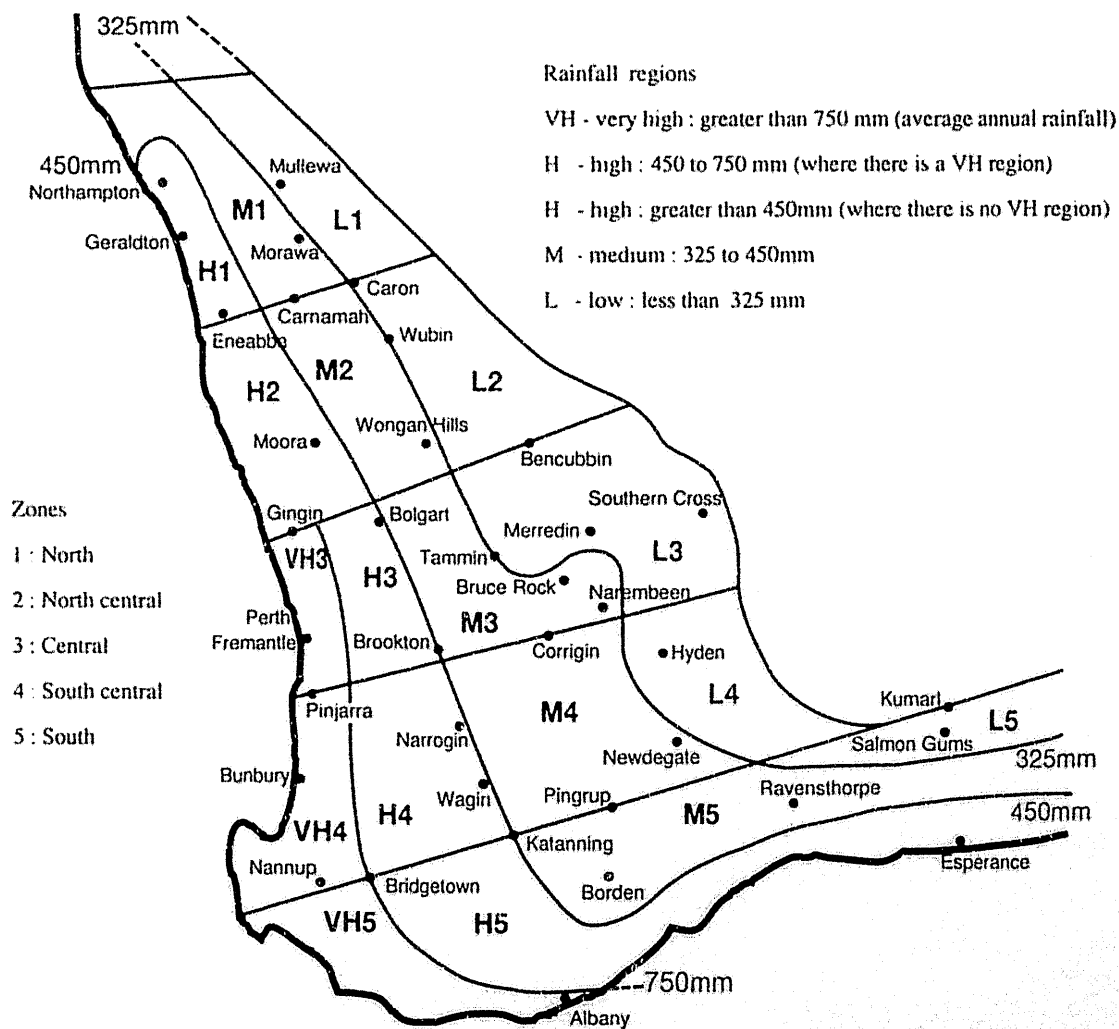 325mm
Rainfall regions
VH - very high : greater than 750 mm (average annual rainfall)
H - high : 450 to 750 mm (where there is a VH region)
H - high : greater than 450mm (where there is no VH region)
M - medium : 325 to 450mm
L - low : less than 325 mm
450mm
Northampton
Mullewa
M1
L1
Geraldton
Morawa
H1
Caron
Carnamah
Eneabba
Wubin
M2
H2
L2
Moora
Wongan Hills
Bencubbin
Zones
1 : North
2 : North central
3 : Central
4 : South central
5 : South
Southern Cross
Gingin
Bolgart
Merredin
VH3
Tammin
L3
H3
Bruce Rock
Narembeen
Perth
M3
Fremantle
Brookton
Corrigin
Hyden
L4
Pinjarra
Kumarl
M4
L5
Narrogin
Newdegate
Salmon Gums
325mm
Bunbury
Wagin
Pingrup
Ravensthorpe
M5
450mm
H4
VH4
Katanning
Esperance
Nannup
Bridgetown
Borden
VH5
H5
750mm
Albany